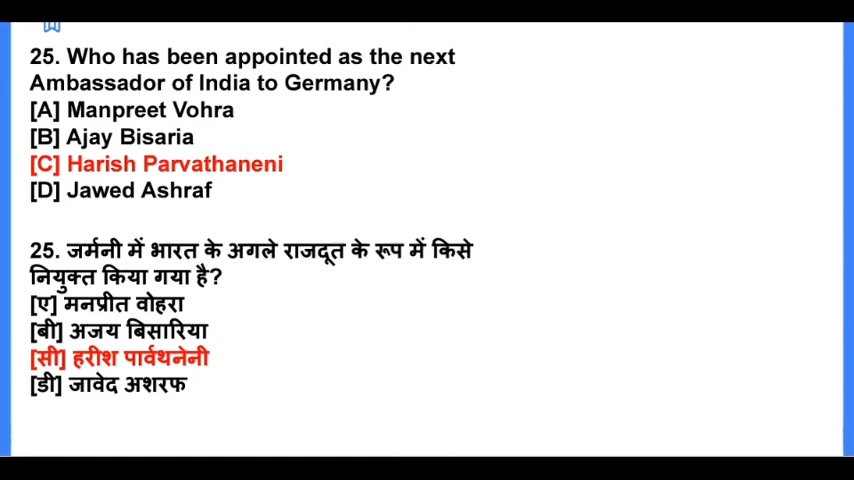 25. Who has been appointed as the next
Ambassador of India to Germany?
[A] Manpreet Vohra
[B] Ajay Bisaria
[C] Harish Parvathaneni
[D] Jawed Ashraf
25. जर्मनी में भारत के अगले राजदूत के रूप में किसे
नियुक्त किया गया है?
[ए] मनप्रीत वोहरा
[बी] अजय बिसारिया
[सी] हरीश पार्वथनेनी
[डी] जावेद अशरफ